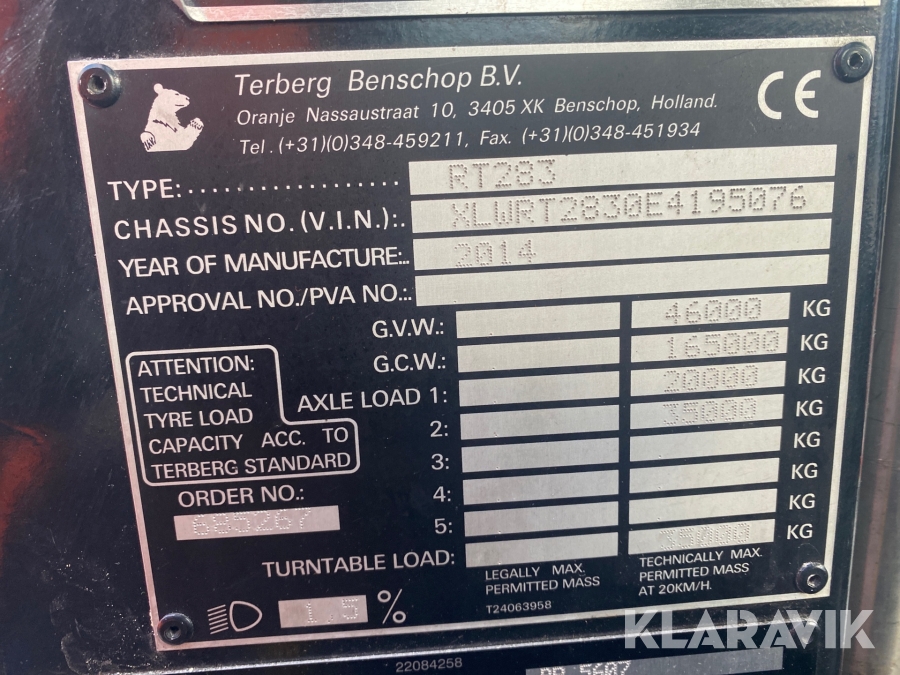 Terberg Benschop B.V.
Oranje Nassaustraat 10, 3405 XK Benschop, Holland.
Tel. (+31)(0)348-459211, Fax. (+31)(0)348-451934
CE
TYPE:.................. RT283
CHASSIS NO. (V.I.N.):.. XLWRT2830E4195076
YEAR OF MANUFACTURE:.. 2014
APPROVAL NO./PVA NO.:..
G.V.W.: 46000 KG
G.C.W.: 165000 KG
AXLE LOAD 1: 20000 KG
2: 35000 KG
3: KG
4: KG
5: KG
TURNTABLE LOAD: KG
ATTENTION:
TECHNICAL
TYRE LOAD
CAPACITY ACC. TO
TERBERG STANDARD
ORDER NO.:
685267
LEGALLY MAX.
PERMITTED MASS
TECHNICALLY MAX.
PERMITTED MASS
AT 20KM/H.
T24063958
1,5 %
22084258
KLARAVIK